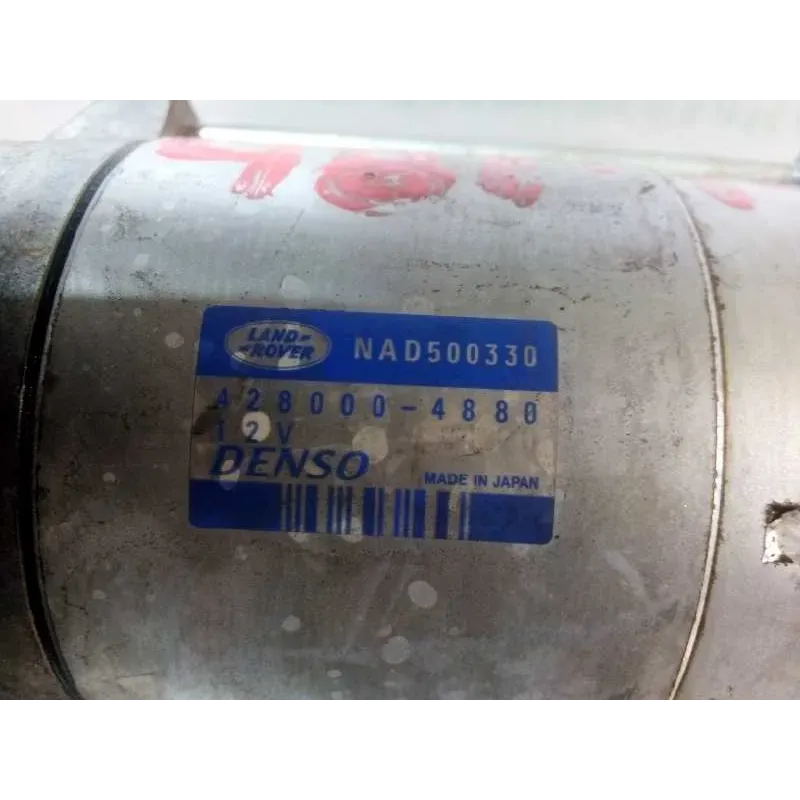 LAND
ROVER
NAD500330
428000-4880
12V
DENSO
MADE IN JAPAN